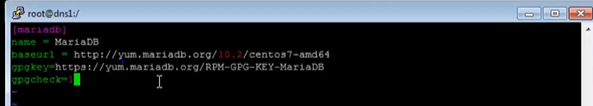 root@dns1:/
[mariadb]
name = MariaDB
baseurl = http://yum.mariadb.org/10.2/centos7-amd64
gpgkey=https://yum.mariadb.org/RPM-GPG-KEY-MariaDB
gpgcheck=1
~
~